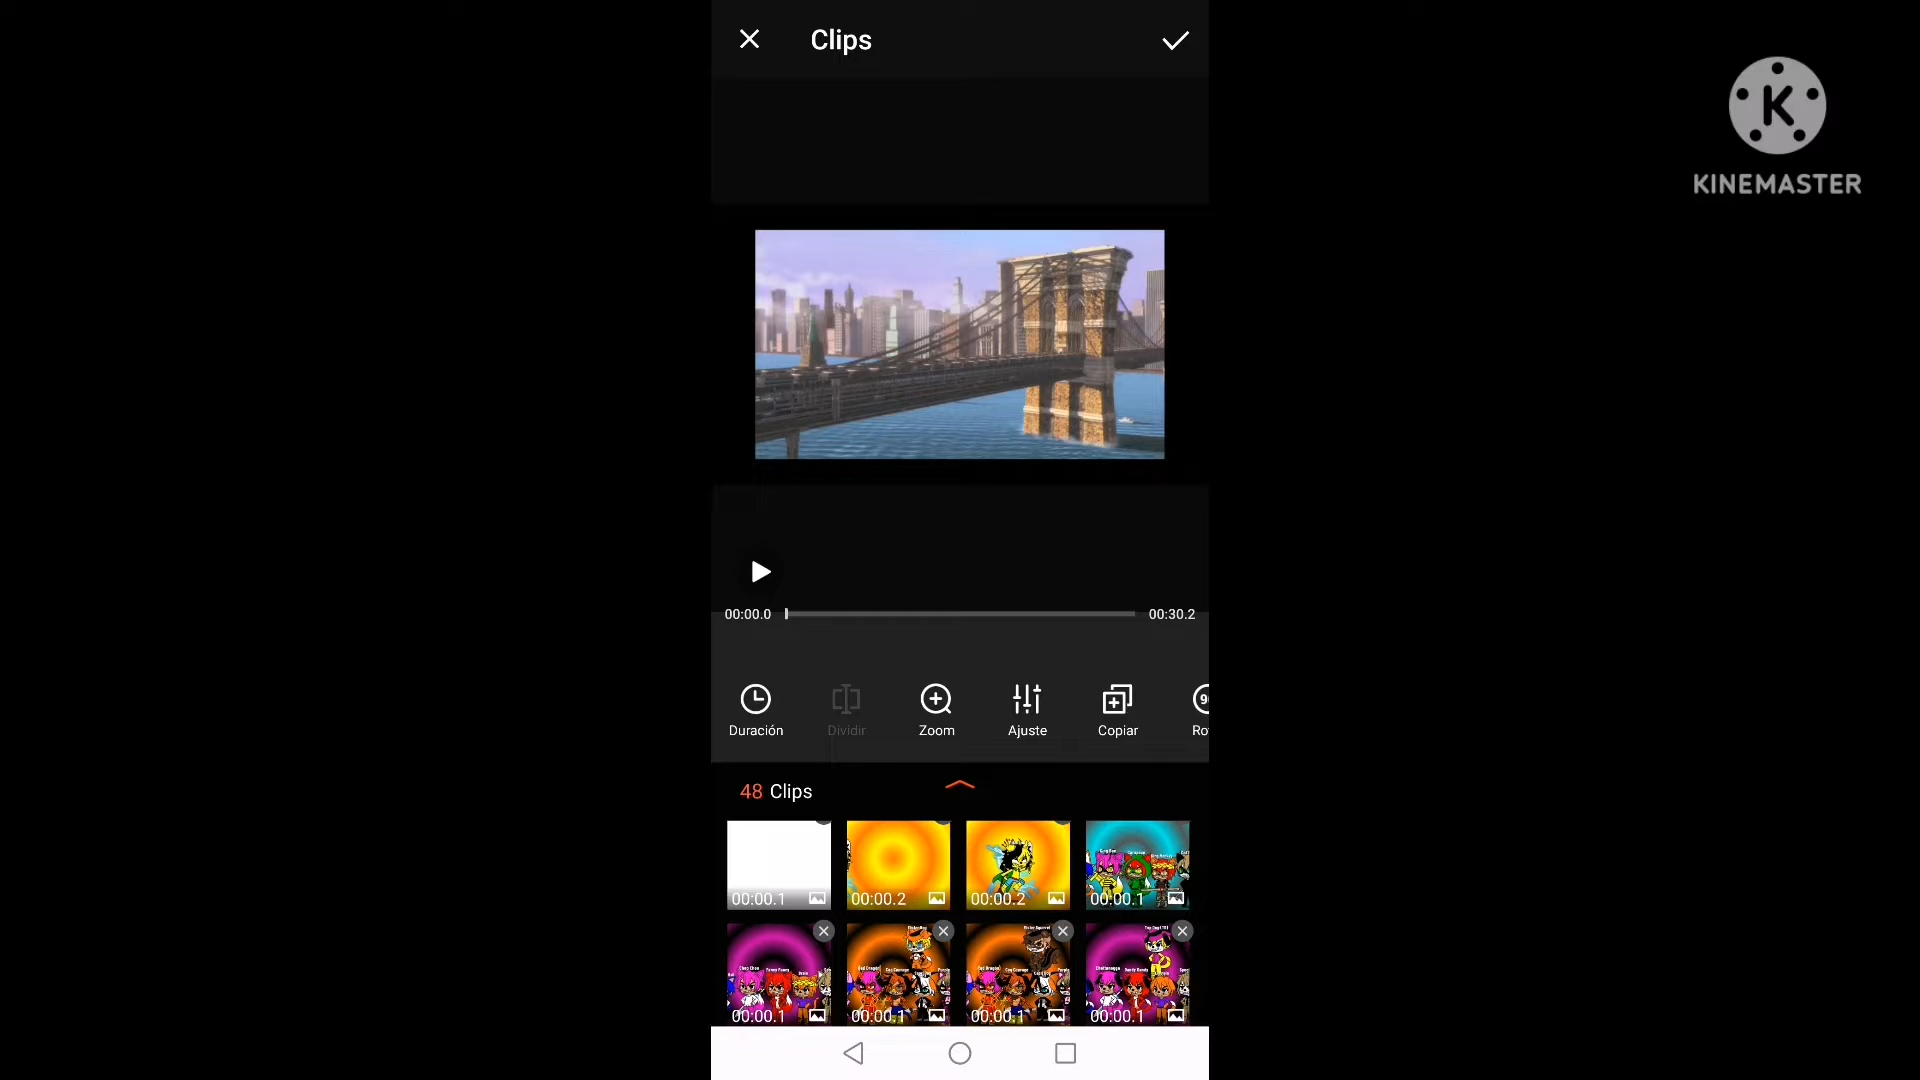 Clips
KINEMASTER
00:00.0
00:30.2
Duración
Dividir
Zoom
Ajuste
Copiar
Ro
48 Clips
00:00.1
00:00.2
00:00.2
00:00.1
00:00.1
00:00.1
00:00.1
00:00.1